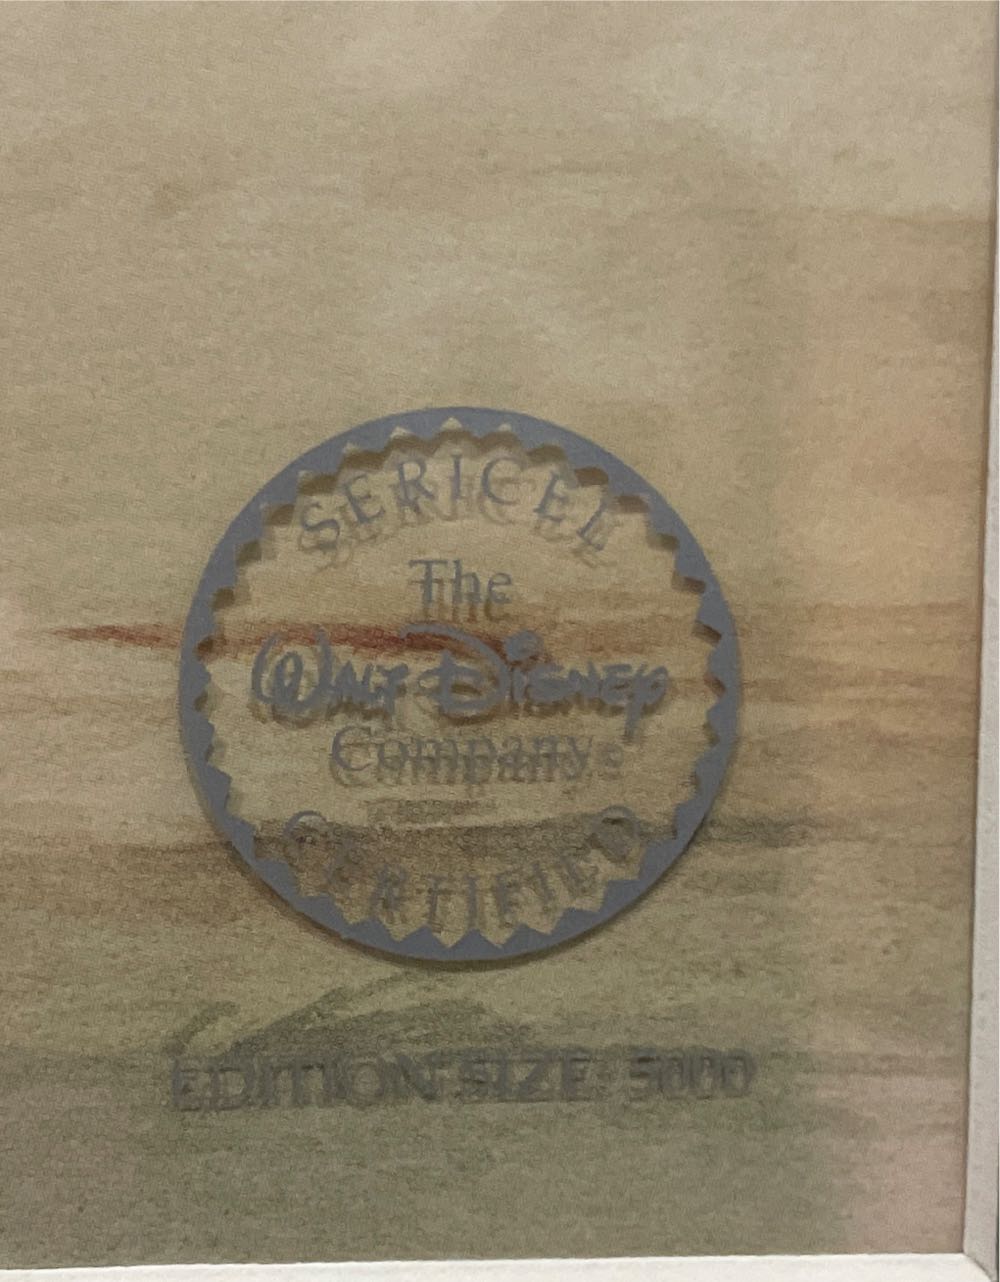 SERICEL
The
WALT DISNEY
Company
CERTIFIED
EDITION SIZE: 5000